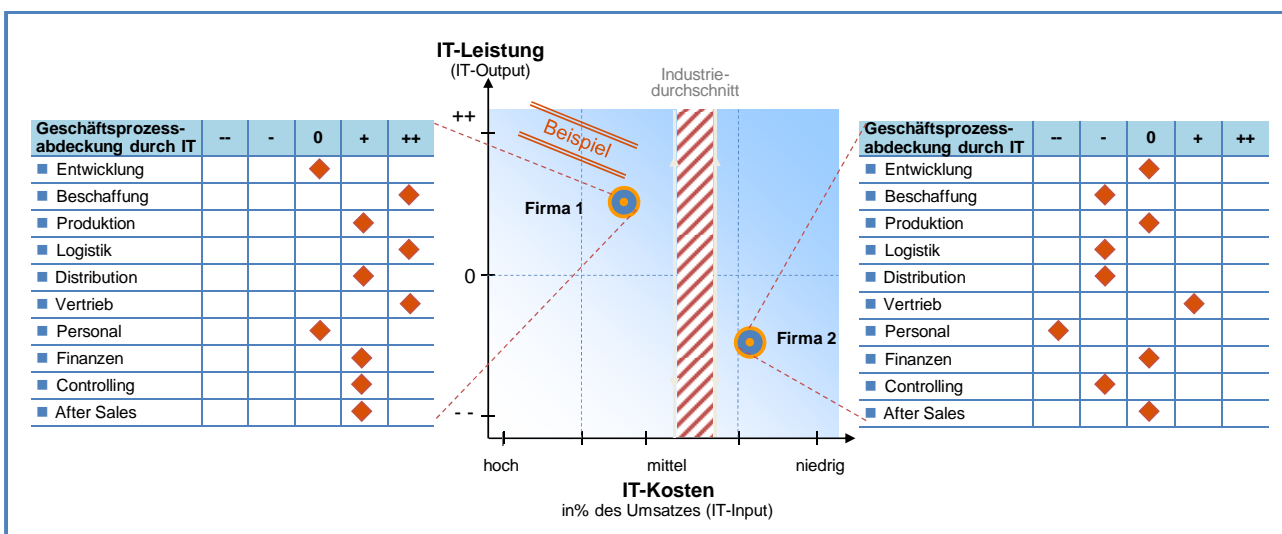 IT-Leistung
(IT-Output)
Industrie-
durchschnitt
++
Beispiel
Firma 1
0
Firma 2
- -
hoch
mittel
niedrig
IT-Kosten
in% des Umsatzes (IT-Input)
Geschäftsprozess-
abdeckung durch IT -- - 0 + ++
Entwicklung
Beschaffung
Produktion
Logistik
Distribution
Vertrieb
Personal
Finanzen
Controlling
After Sales
Geschäftsprozess-
abdeckung durch IT -- - 0 + ++
Entwicklung
Beschaffung
Produktion
Logistik
Distribution
Vertrieb
Personal
Finanzen
Controlling
After Sales